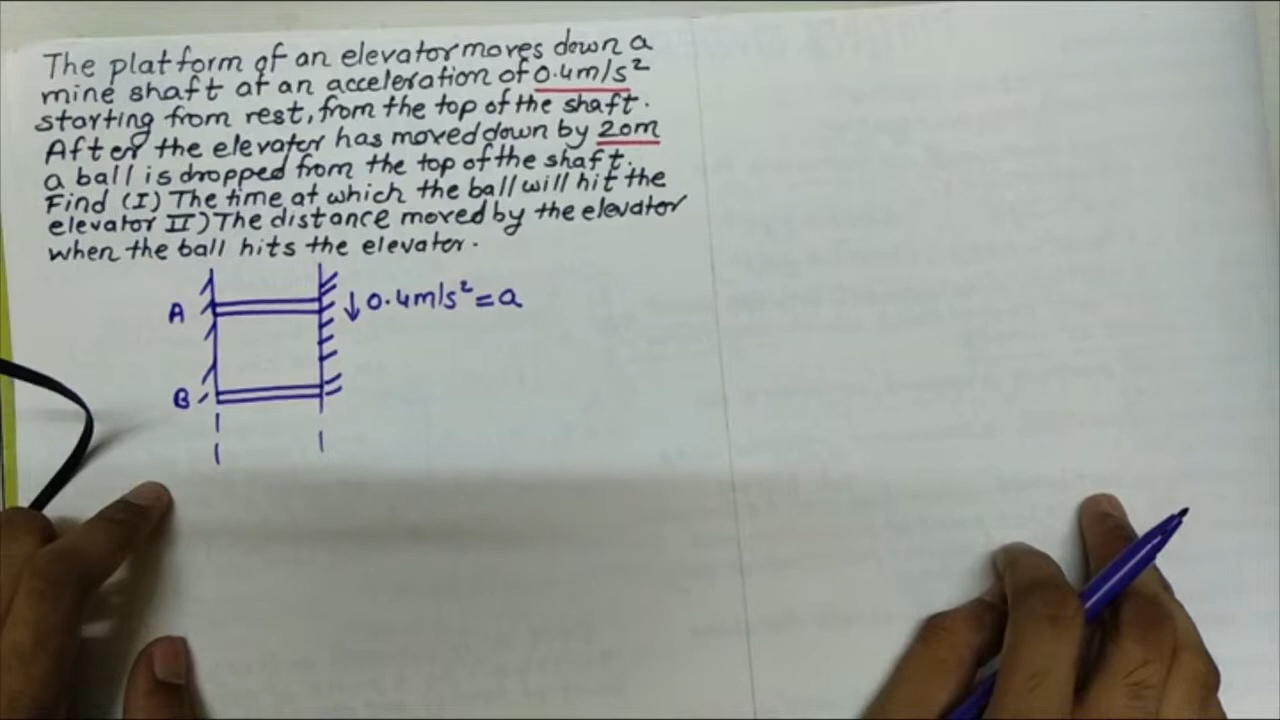 The platform of an elevator moves down a
mine shaft at an acceleration of 0.4m/s²
starting from rest, from the top of the shaft.
After the elevator has moved down by 20m
a ball is dropped from the top of the shaft.
Find (I) The time at which the ball will hit the
elevator II) The distance moved by the elevator
when the ball hits the elevator.
A ↓ 0.4m/s² = a
B